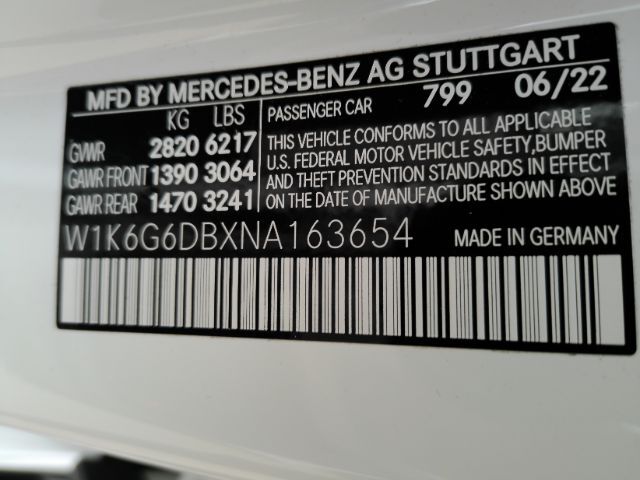 MFD BY MERCEDES-BENZ AG STUTTGART
KG LBS
PASSENGER CAR 799 06/22
GVWR 2820 6217
GAWR FRONT 1390 3064
GAWR REAR 1470 3241
THIS VEHICLE CONFORMS TO ALL APPLICABLE
U.S. FEDERAL MOTOR VEHICLE SAFETY,BUMPER
AND THEFT PREVENTION STANDARDS IN EFFECT
ON THE DATE OF MANUFACTURE SHOWN ABOVE
W1K6G6DBXNA163654 MADE IN GERMANY